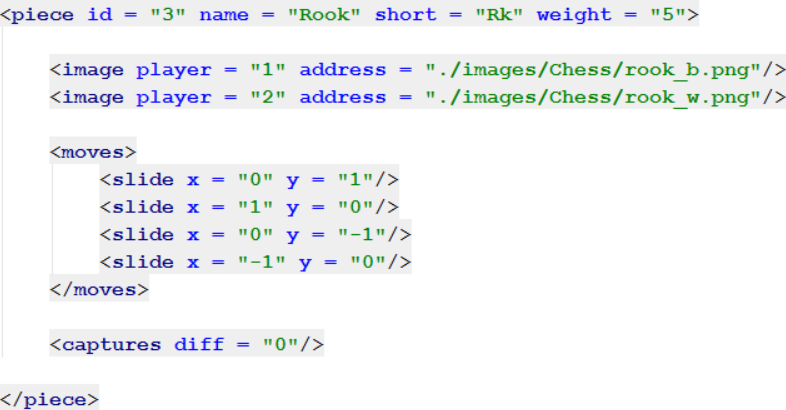 <piece id = "3" name = "Rook" short = "Rk" weight = "5">
<image player = "1" address = "./images/Chess/rook_b.png"/>
<image player = "2" address = "./images/Chess/rook_w.png"/>
<moves>
<slide x = "0" y = "1"/>
<slide x = "1" y = "0"/>
<slide x = "0" y = "-1"/>
<slide x = "-1" y = "0"/>
</moves>
<captures diff = "0"/>
</piece>